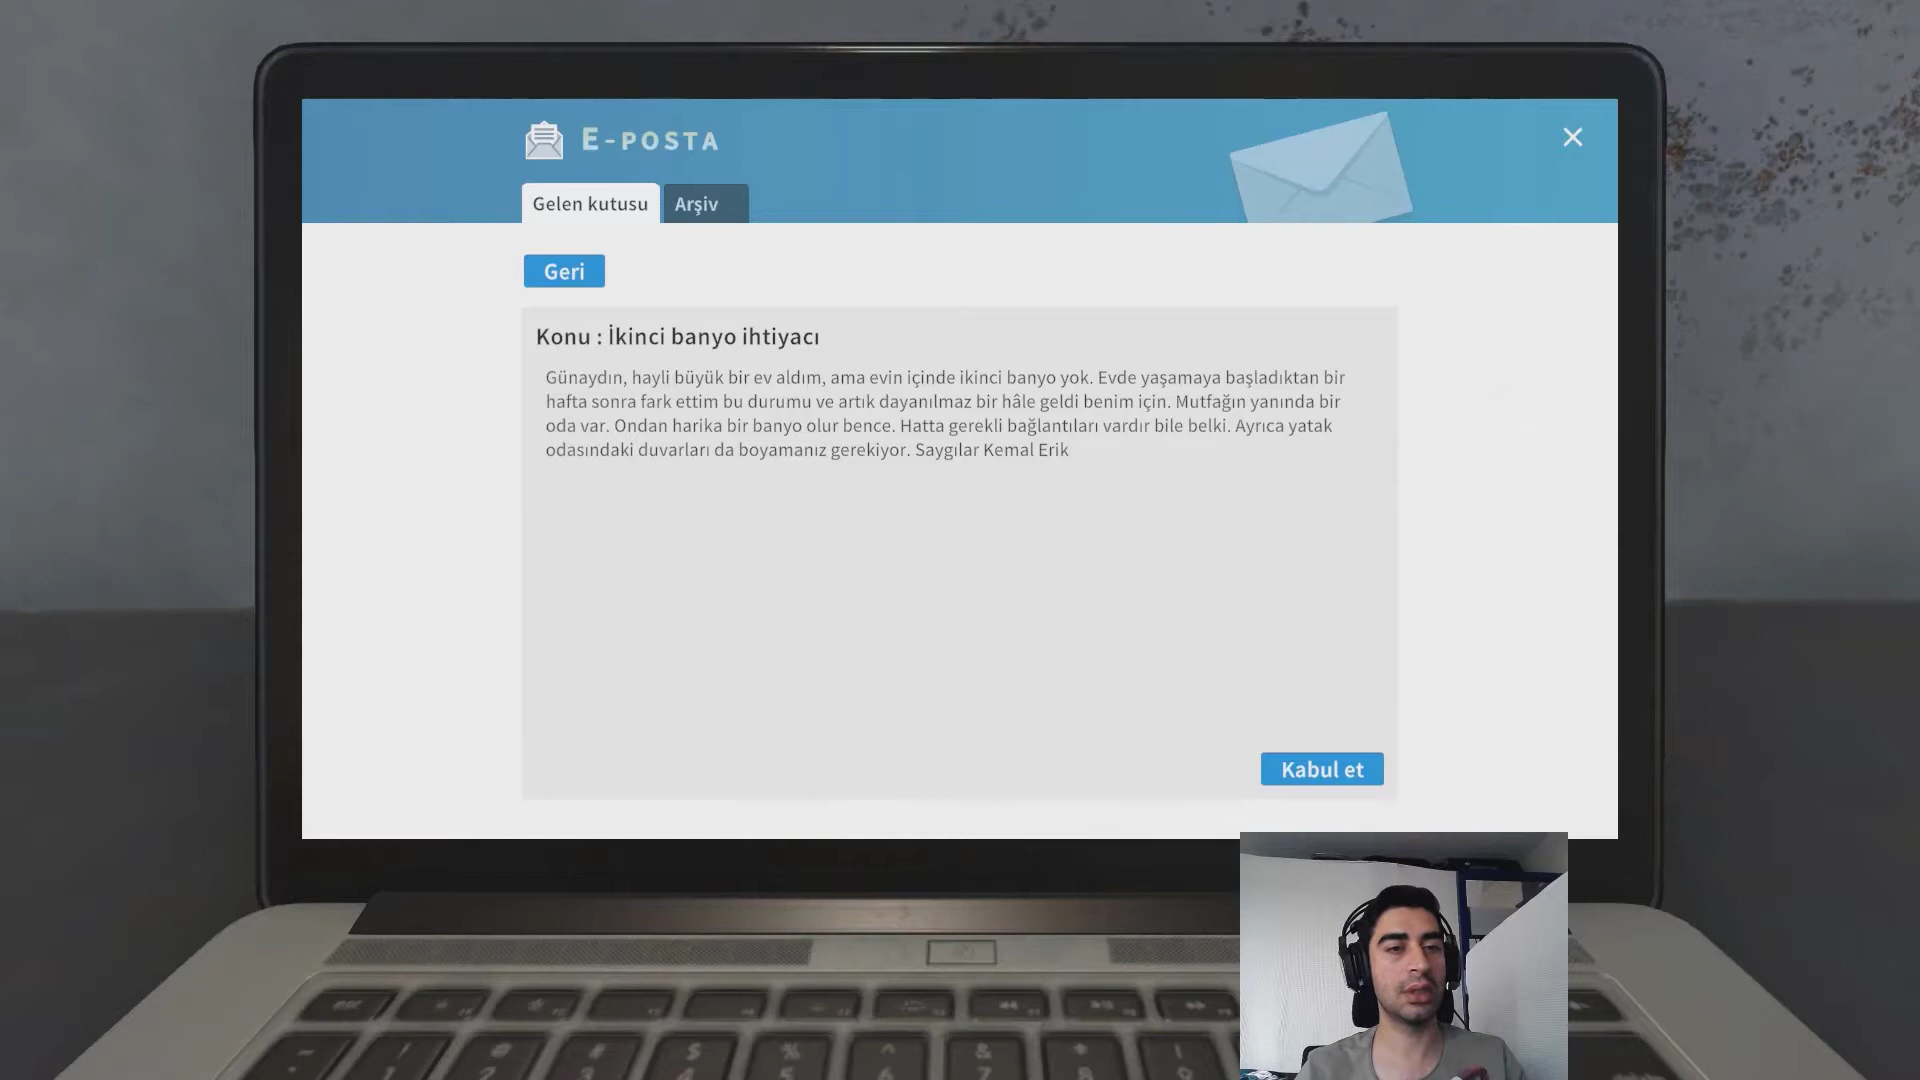 E-POSTA
Gelen kutusu
Arşiv
Geri
Konu : İkinci banyo ihtiyacı
Günaydın, hayli büyük bir ev aldım, ama evin içinde ikinci banyo yok. Evde yaşamaya başladıktan bir
hafta sonra fark ettim bu durumu ve artık dayanılmaz bir hâle geldi benim için. Mutfağın yanında bir
oda var. Ondan harika bir banyo olur bence. Hatta gerekli bağlantıları vardır bile belki. Ayrıca yatak
odasındaki duvarları da boyamanız gerekiyor. Saygılar Kemal Erik
Kabul et